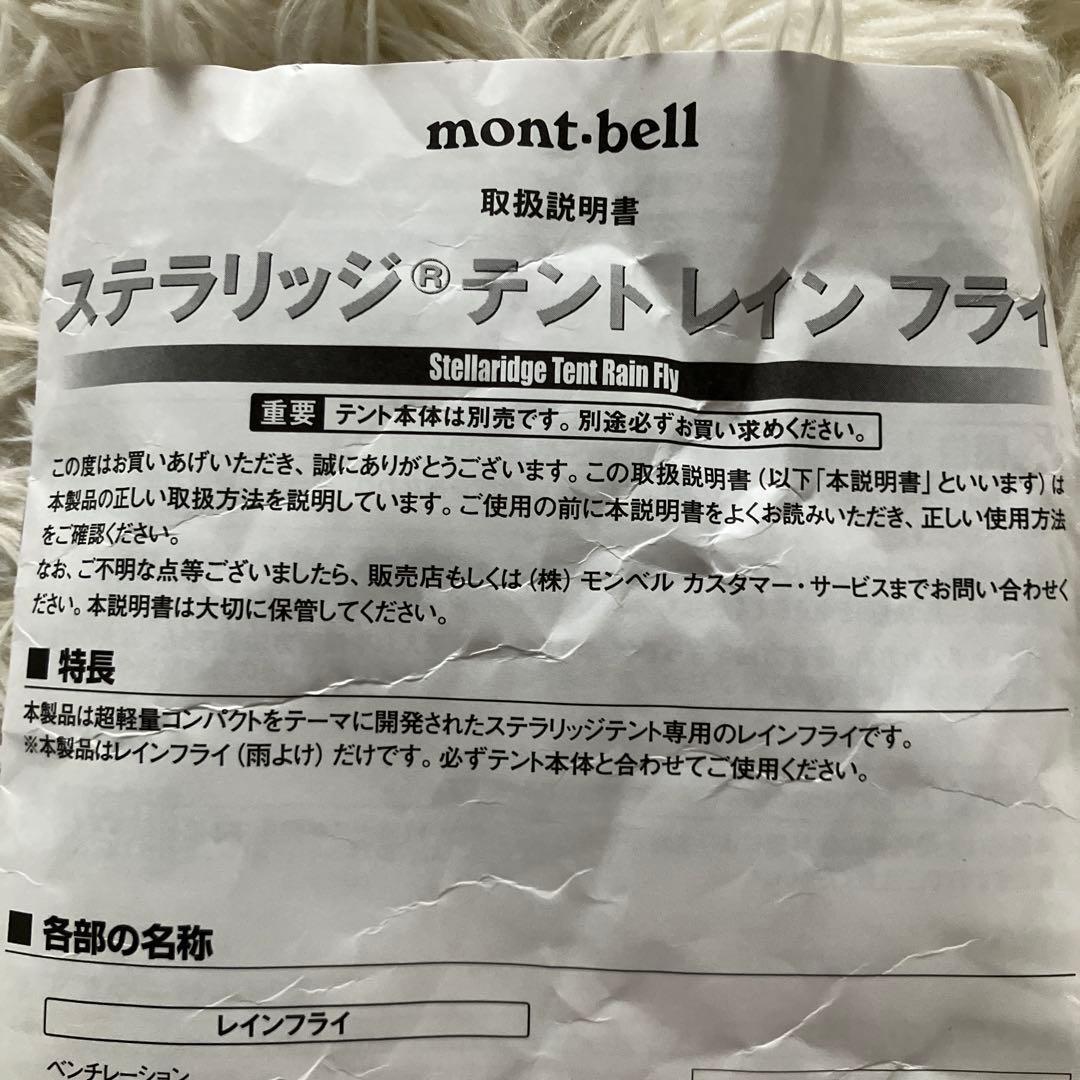 mont·bell
取扱説明書
ステラリッジ®テント レイン フライ
Stellaridge Tent Rain Fly
重要 テント本体は別売です。別途必ずお買い求めください。
この度はお買いあげいただき、誠にありがとうございます。この取扱説明書（以下「本説明書」といいます）は
本製品の正しい取扱方法を説明しています。ご使用の前に本説明書をよくお読みいただき、正しい使用方法
をご確認ください。
なお、ご不明な点等ございましたら、販売店もしくは（株）モンベル カスタマー・サービスまでお問い合わせく
ださい。本説明書は大切に保管してください。
■ 特長
本製品は超軽量コンパクトをテーマに開発されたステラリッジテント専用のレインフライです。
※本製品はレインフライ（雨よけ）だけです。必ずテント本体と合わせてご使用ください。
■ 各部の名称
レインフライ
ベンチレーション